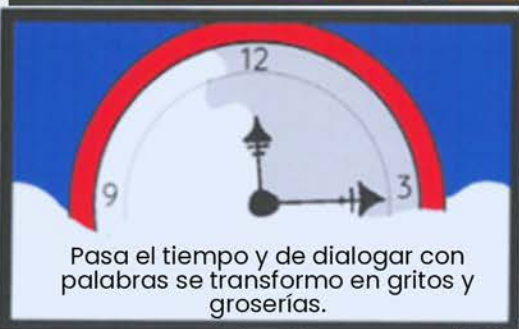 12
9
3
Pasa el tiempo y de dialogar con
palabras se transformo en gritos y
groserías.